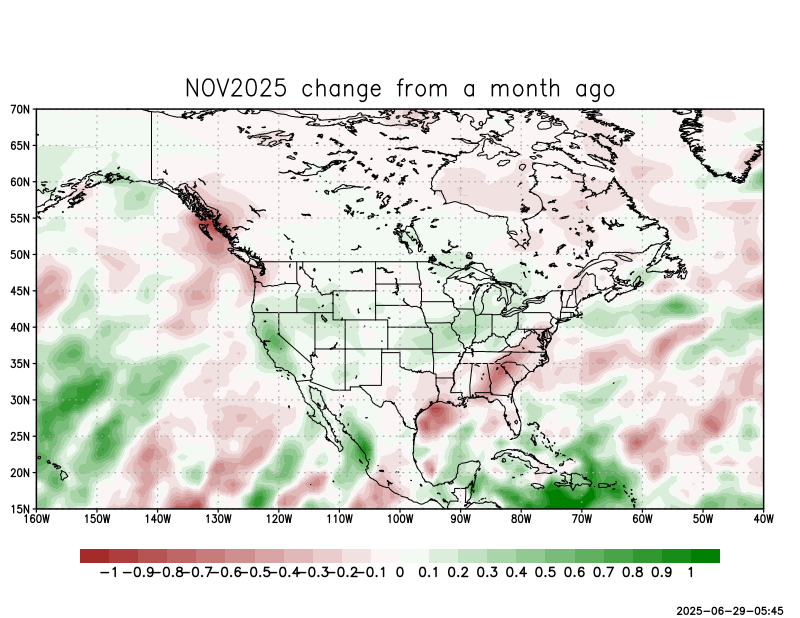 NOV2025 change from a month ago
70N
65N
60N
55N
50N
45N
40N
35N
30N
25N
20N
15N
160W 150W 140W 130W 120W 110W 100W 90W 80W 70W 60W 50W 40W
-1 -0.9 -0.8 -0.7 -0.6 -0.5 -0.4 -0.3 -0.2 -0.1 0 0.1 0.2 0.3 0.4 0.5 0.6 0.7 0.8 0.9 1
2025-06-29-05:45